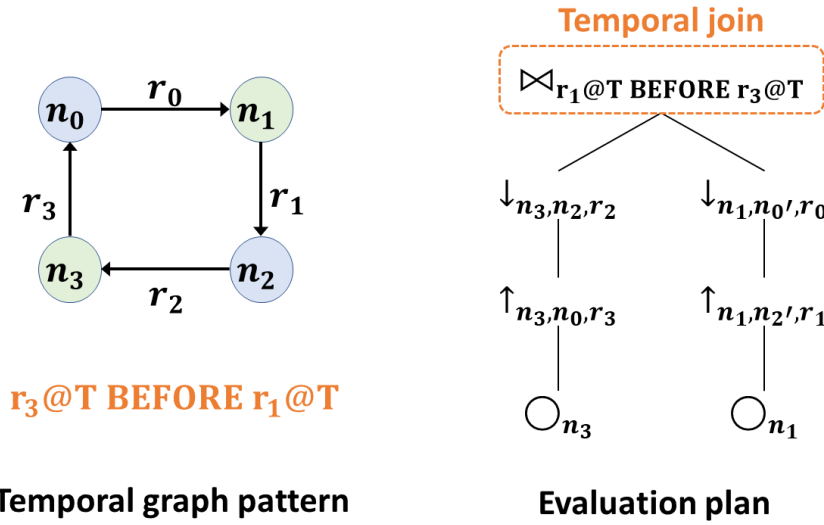 Temporal join
⋈r₁@T BEFORE r₃@T
n₀
r₀
n₁
r₃
r₁
n₃
r₂
n₂
↓n₃,n₂,r₂
↓n₁,n₀′,r₀
↑n₃,n₀,r₃
↑n₁,n₂′,r₁
n₃
n₁
r₃@T BEFORE r₁@T
Temporal graph pattern
Evaluation plan